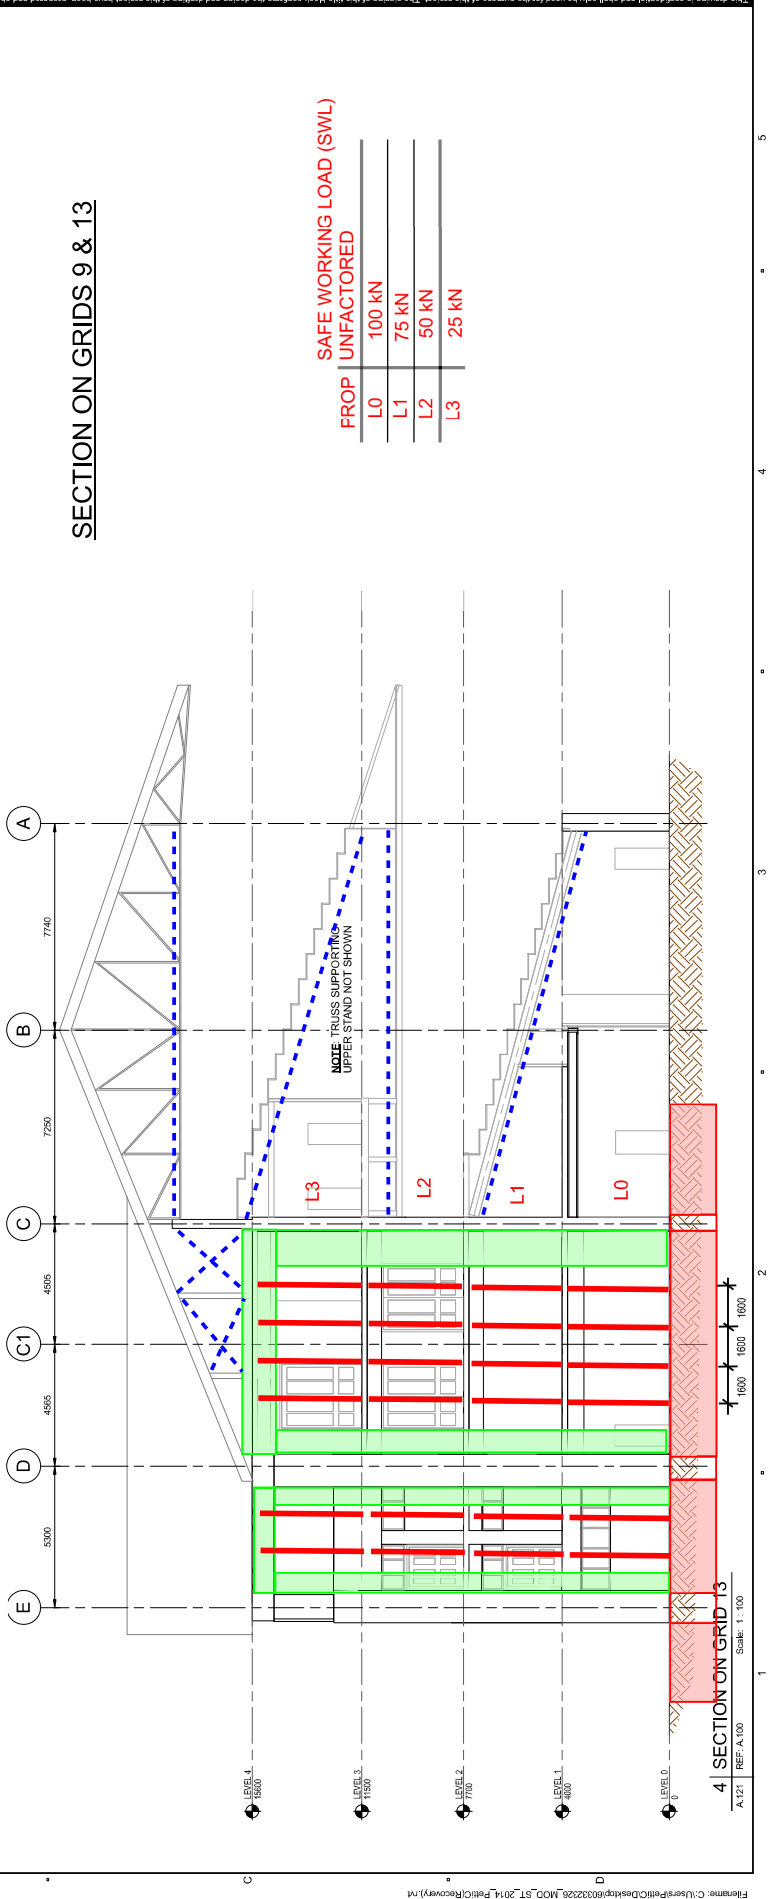 SECTION ON GRIDS 9 & 13
SAFE WORKING LOAD (SWL)
PROP UNFACTORED
L0 100 kN
L1 75 kN
L2 50 kN
L3 25 kN
E D C1 C B A
5300 4565 4505 7250 7740
NOTE: TRUSS SUPPORTING
UPPER STAND NOT SHOWN
L3
L2
L1
L0
LEVEL 4
15600
LEVEL 3
11500
LEVEL 2
7700
LEVEL 1
4000
LEVEL 0
0
1600 1600 1600
4 SECTION ON GRID 13
A.121 REF: A.100 Scale: 1 : 100
1 2 3 4 5
C
D